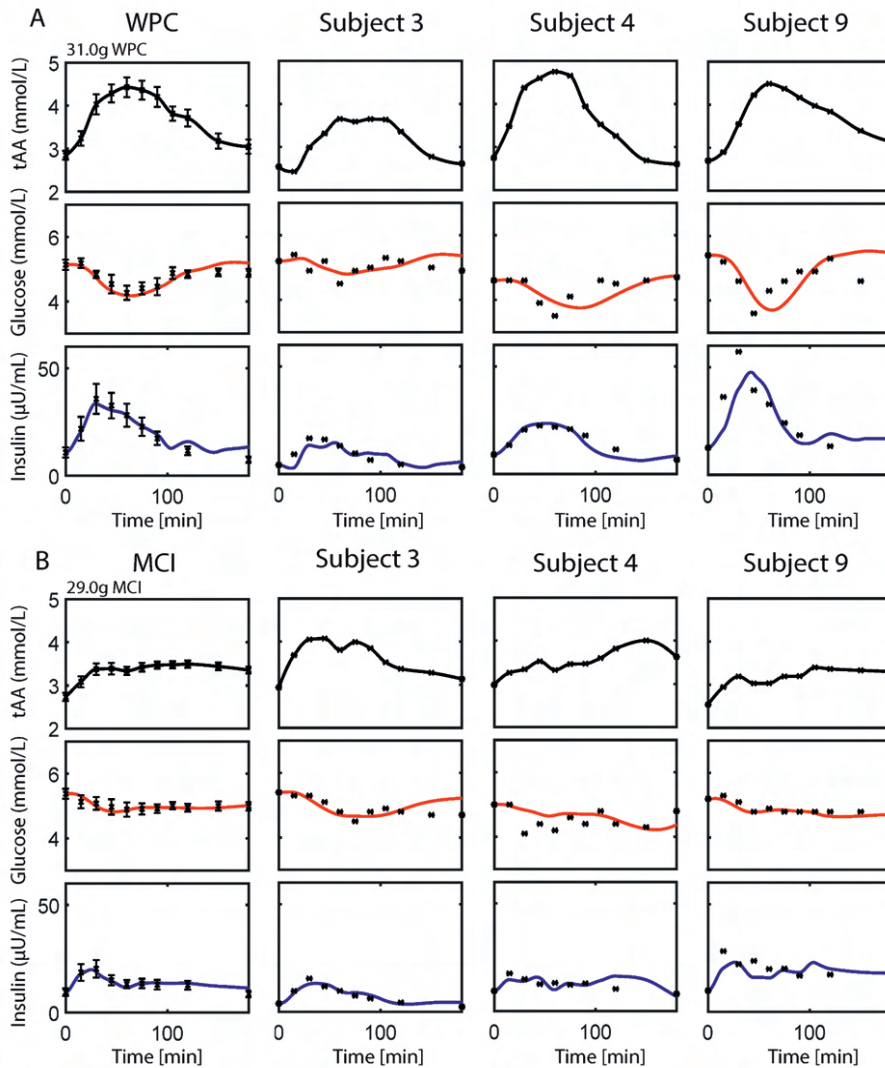 A
WPC
Subject 3
Subject 4
Subject 9
31.0g WPC
tAA (mmol/L)
5
4
3
2
Glucose (mmol/L)
6
4
Insulin (µU/mL)
50
0
0
100
0
100
0
100
0
100
Time [min]
Time [min]
Time [min]
Time [min]
B
MCI
Subject 3
Subject 4
Subject 9
29.0g MCI
tAA (mmol/L)
5
4
3
2
Glucose (mmol/L)
6
4
Insulin (µU/mL)
50
0
0
100
0
100
0
100
0
100
Time [min]
Time [min]
Time [min]
Time [min]